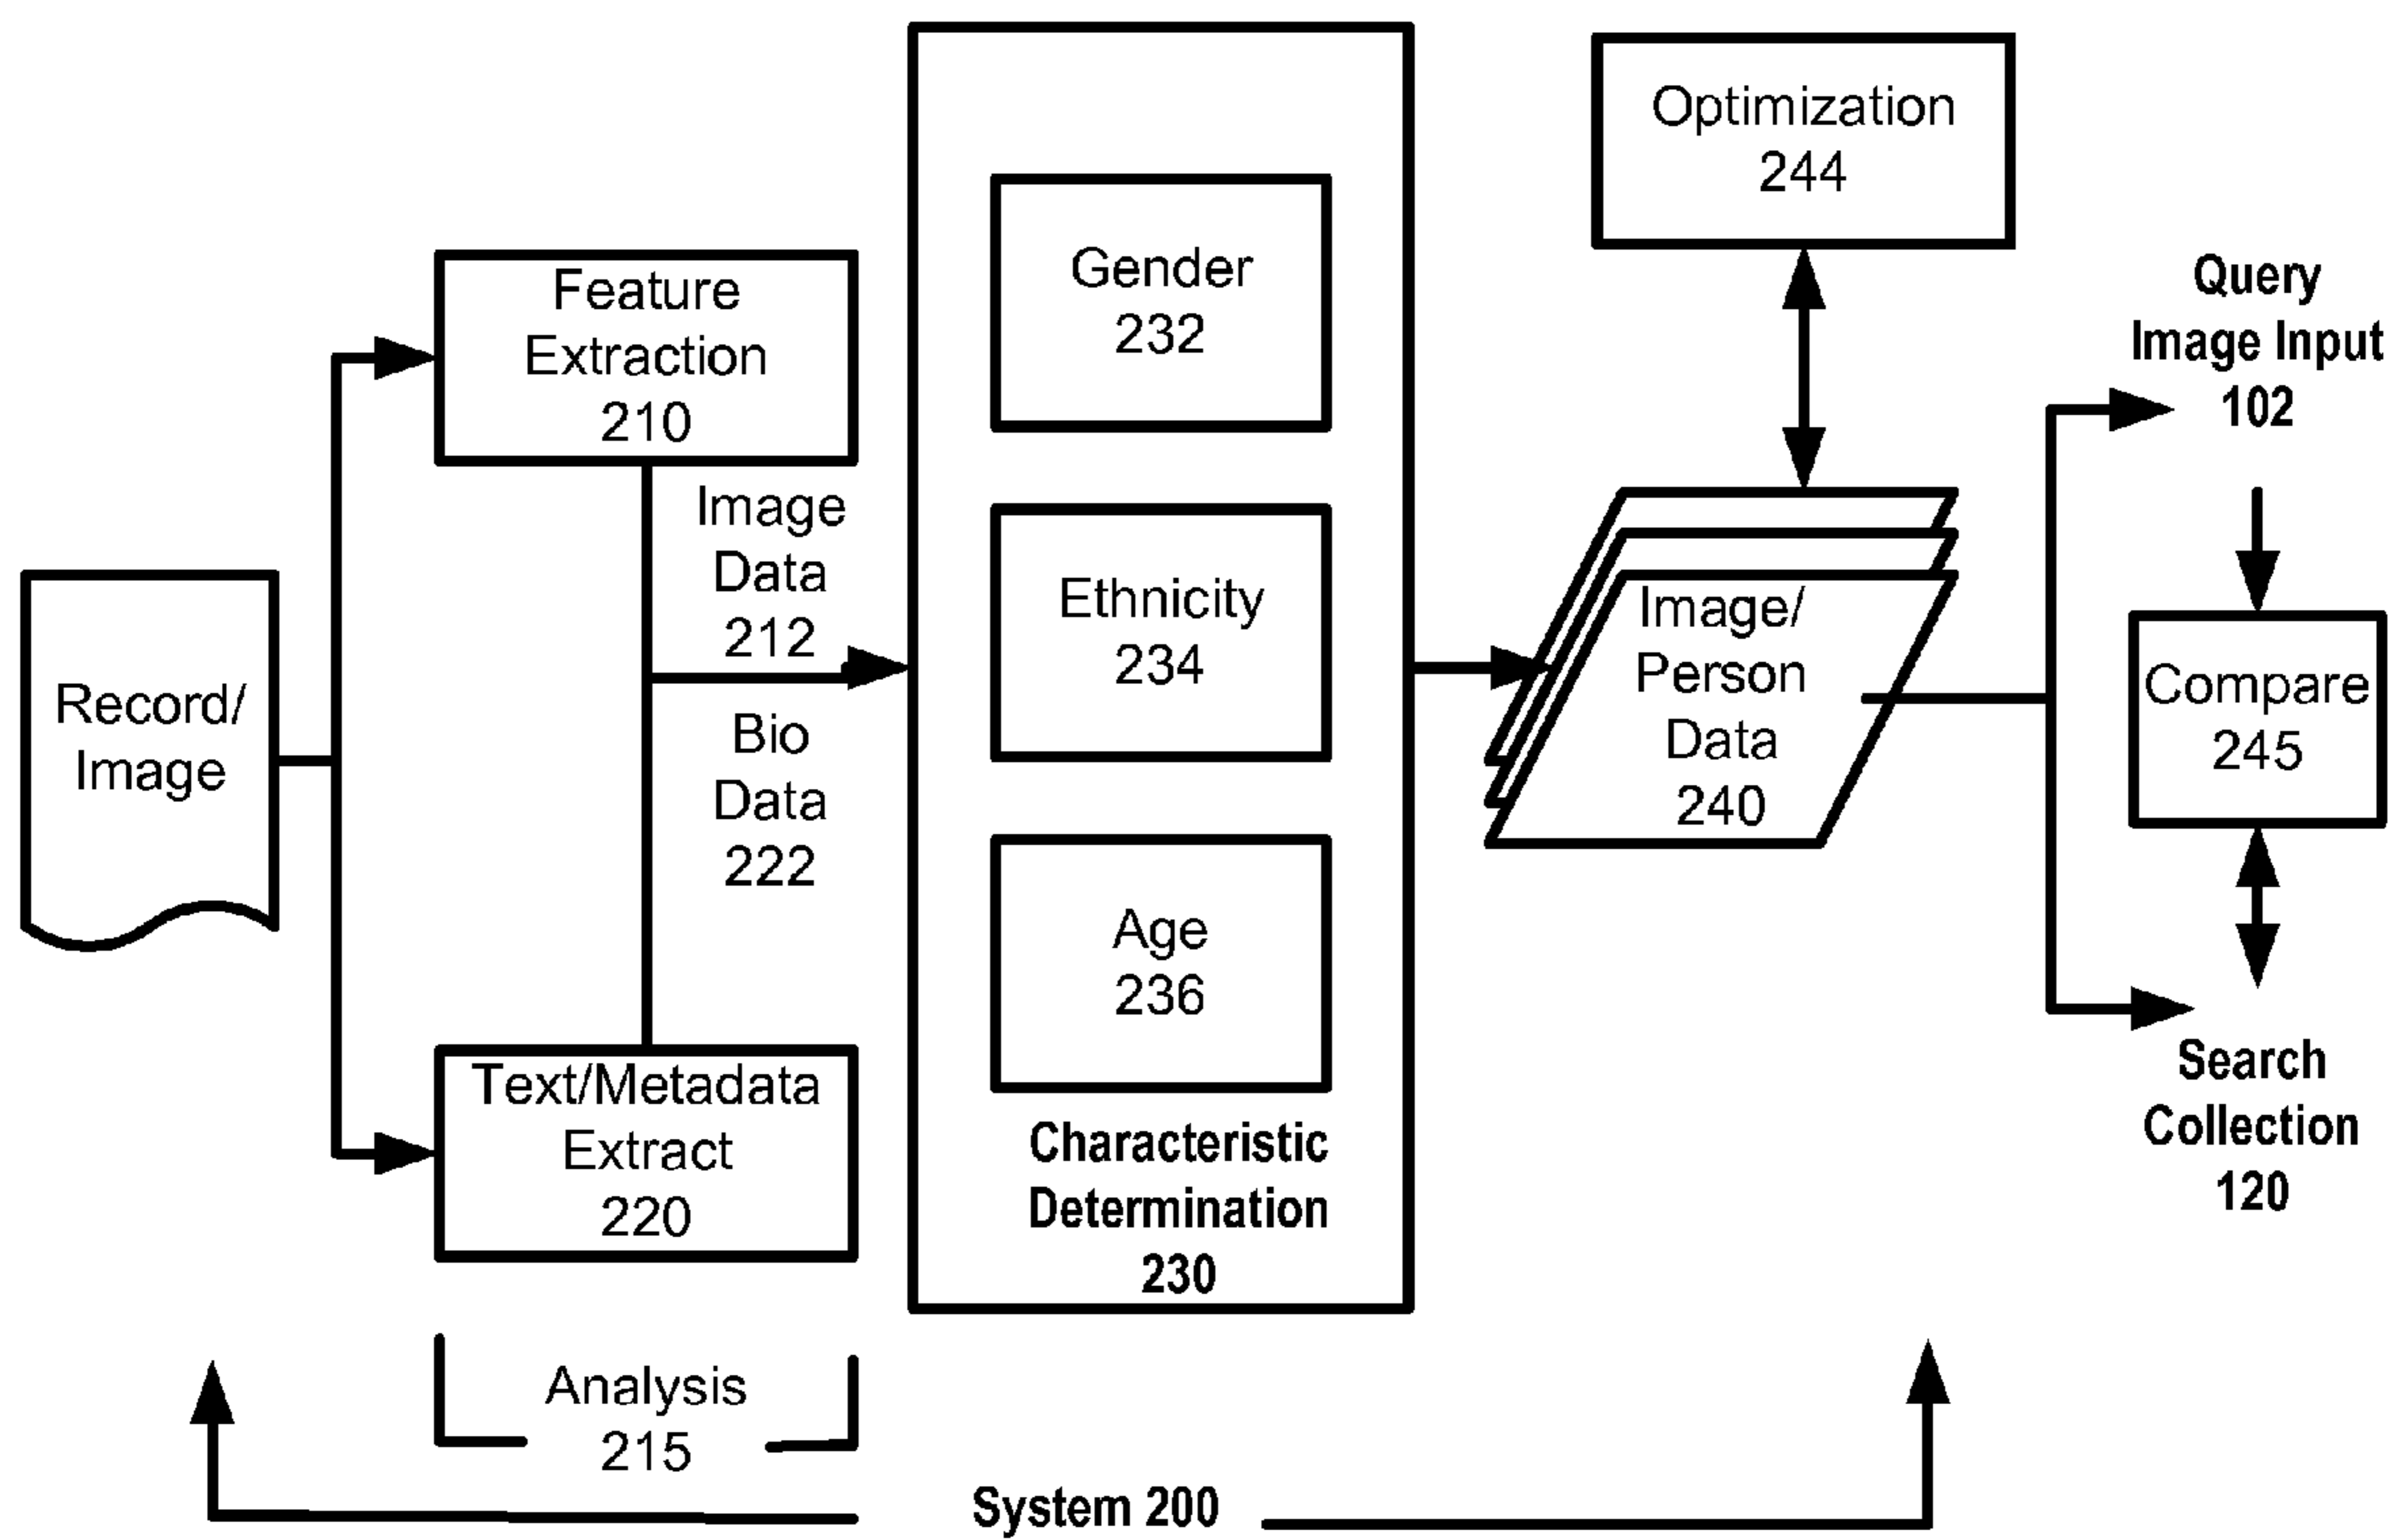 Record/
Image
Feature
Extraction
210
Image
Data
212
Bio
Data
222
Text/Metadata
Extract
220
Analysis
215
Gender
232
Ethnicity
234
Age
236
Characteristic
Determination
230
Optimization
244
Image/
Person
Data
240
Query
Image Input
102
Compare
245
Search
Collection
120
System 200